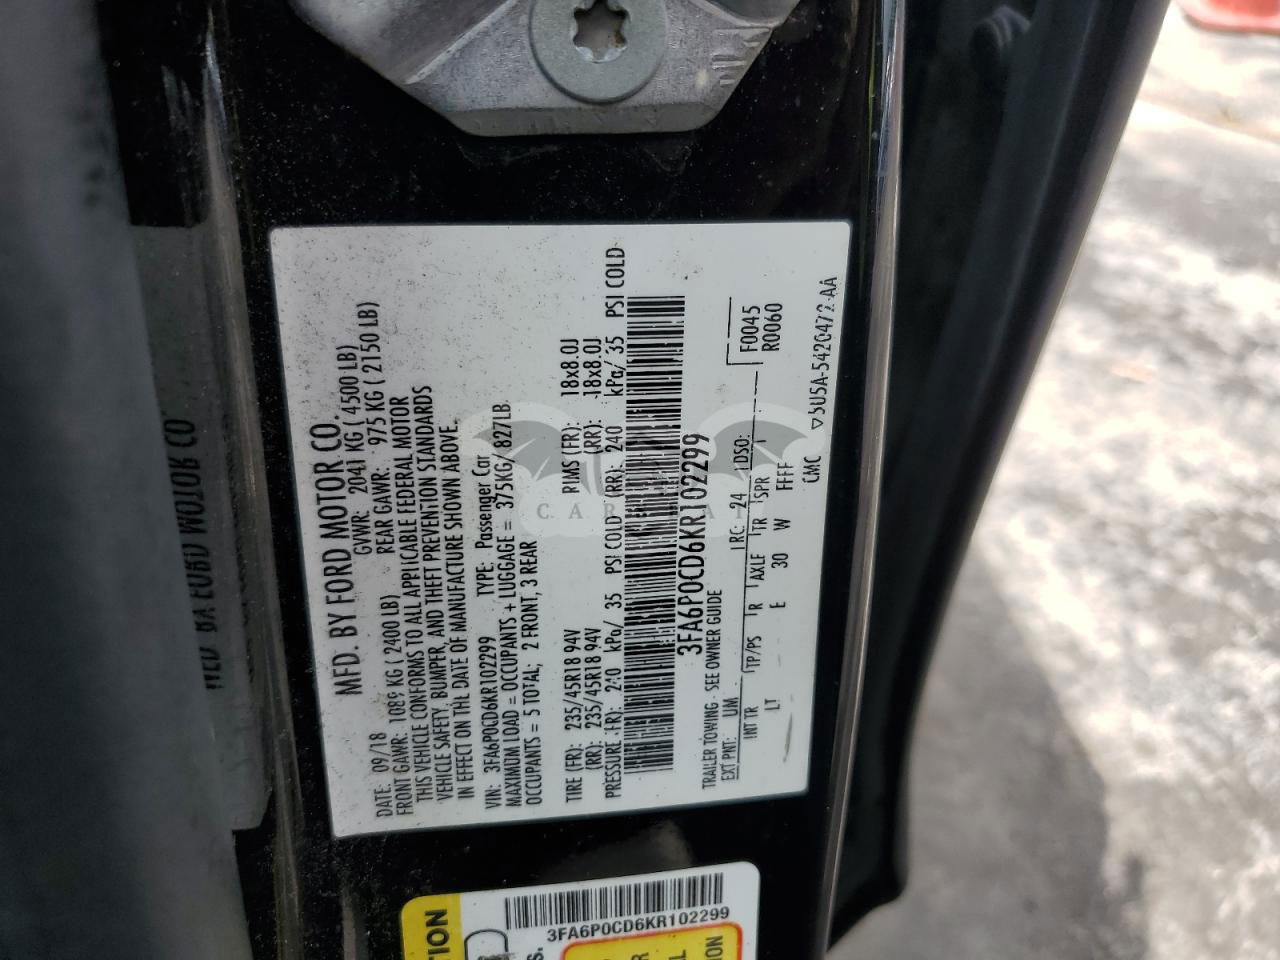 MFD. BY FORD MOTOR CO.
DATE: 09/18 GVWR: 2041 KG ( 4500 LB)
FRONT GAWR: 1089 KG ( 2400 LB) REAR GAWR: 975 KG ( 2150 LB)
THIS VEHICLE CONFORMS TO ALL APPLICABLE FEDERAL MOTOR
VEHICLE SAFETY, BUMPER, AND THEFT PREVENTION STANDARDS
IN EFFECT ON THE DATE OF MANUFACTURE SHOWN ABOVE.
VIN: 3FA6P0CD6KR102299 TYPE: Passenger Car
MAXIMUM LOAD = OCCUPANTS + LUGGAGE = 375KG/ 827LB
OCCUPANTS = 5 TOTAL; 2 FRONT, 3 REAR
TIRE (FR): 235/45R18 94V RIMS (FR): 18x8.0J
(RR): 235/45R18 94V (RR): 18x8.0J
PRESSURE (FR): 240 kPa/ 35 PSI COLD (RR): 240 kPa/ 35 PSI COLD
3FA6P0CD6KR102299
TRAILER TOWING - SEE OWNER GUIDE
EXT PNT: UM RC: 24 DSO: F0045
R0060
INT TR TP/PS R AXLE TR SPR
LT E 30 W FFFF
CMC ▽5U5A-5420472-AA
3FA6P0CD6KR102299